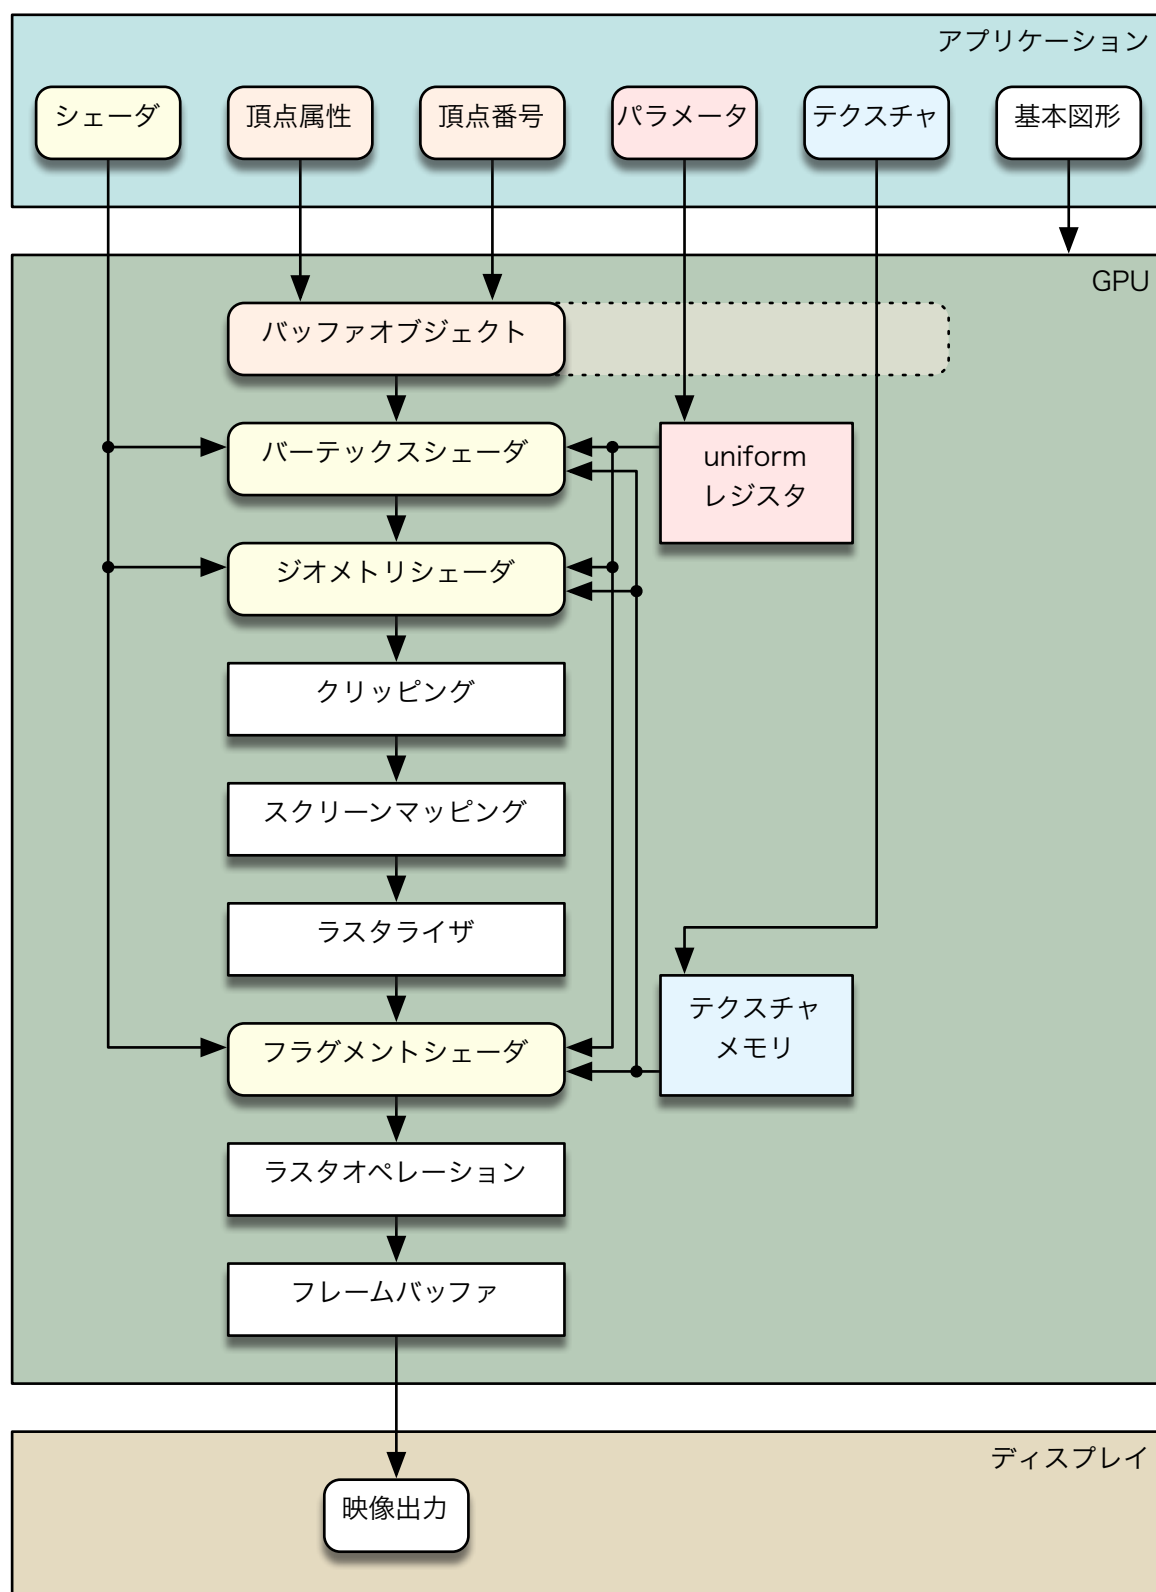 アプリケーション
シェーダ
頂点属性
頂点番号
パラメータ
テクスチャ
基本図形
GPU
バッファオブジェクト
バーテックスシェーダ
uniform
レジスタ
ジオメトリシェーダ
クリッピング
スクリーンマッピング
ラスタライザ
テクスチャ
メモリ
フラグメントシェーダ
ラスタオペレーション
フレームバッファ
ディスプレイ
映像出力